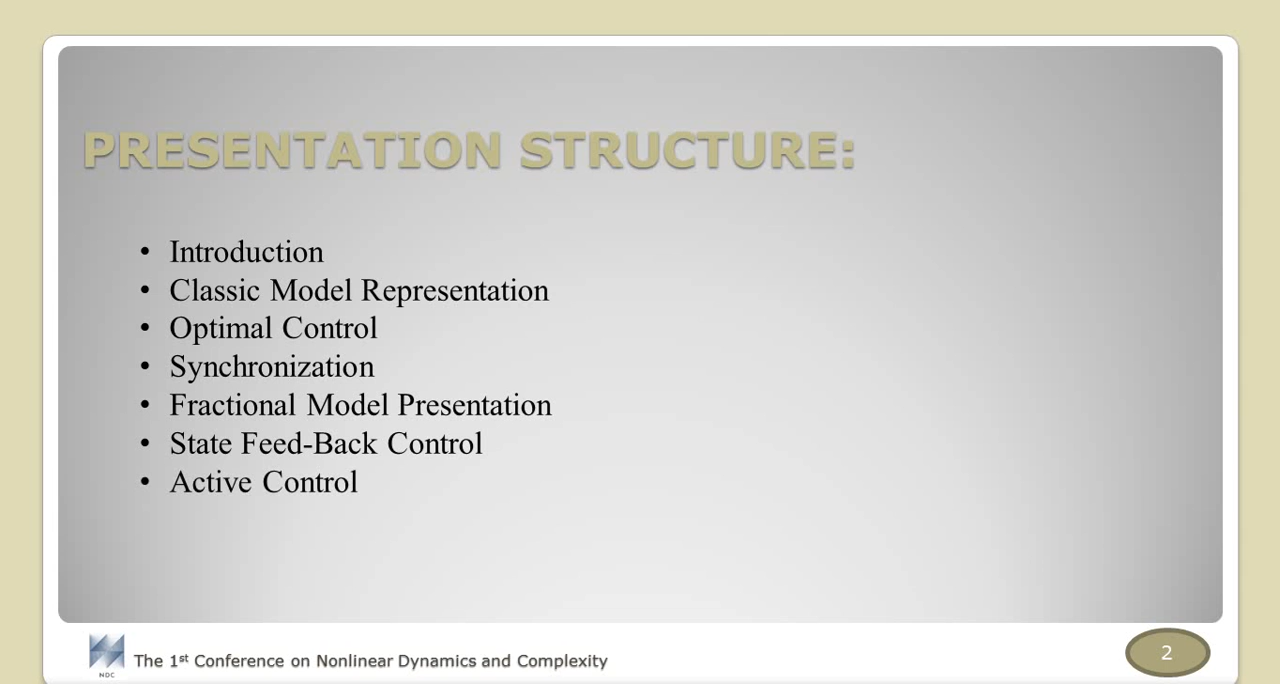 PRESENTATION STRUCTURE:
• Introduction
• Classic Model Representation
• Optimal Control
• Synchronization
• Fractional Model Presentation
• State Feed-Back Control
• Active Control
NDC
The 1st Conference on Nonlinear Dynamics and Complexity
2